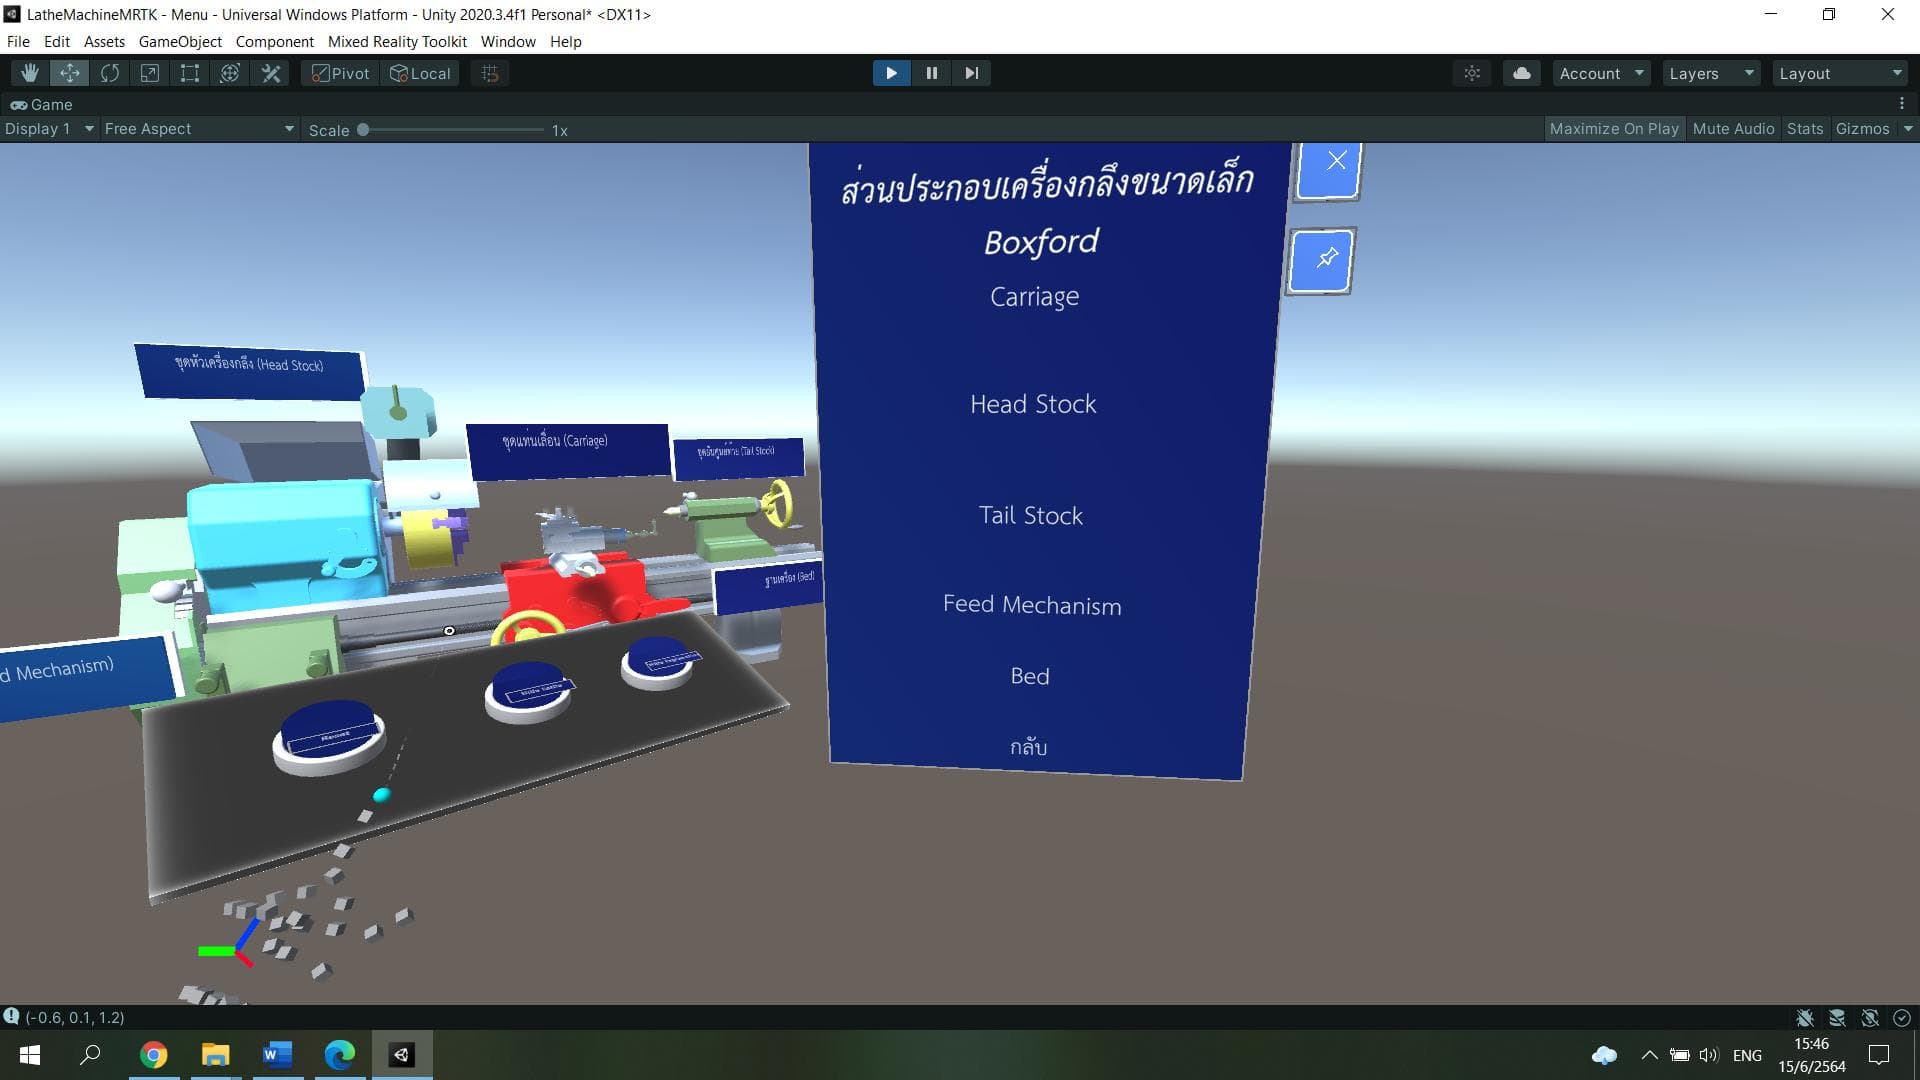 LatheMachineMRTK - Menu - Universal Windows Platform - Unity 2020.3.4f1 Personal* <DX11>
File Edit Assets GameObject Component Mixed Reality Toolkit Window Help
Pivot Local Account Layers Layout
Game
Display 1 Free Aspect Scale 1x Maximize On Play Mute Audio Stats Gizmos
ส่วนประกอบเครื่องกลึงขนาดเล็ก
Boxford
Carriage
Head Stock
Tail Stock
Feed Mechanism
Bed
กลับ
ชุดหัวเครื่องกลึง (Head Stock)
ชุดแท่นเลื่อน (Carriage)
ชุดยันศูนย์ท้าย (Tail Stock)
ฐานเครื่อง (Bed)
d Mechanism)
(-0.6, 0.1, 1.2)
ENG
15:46
15/6/2564